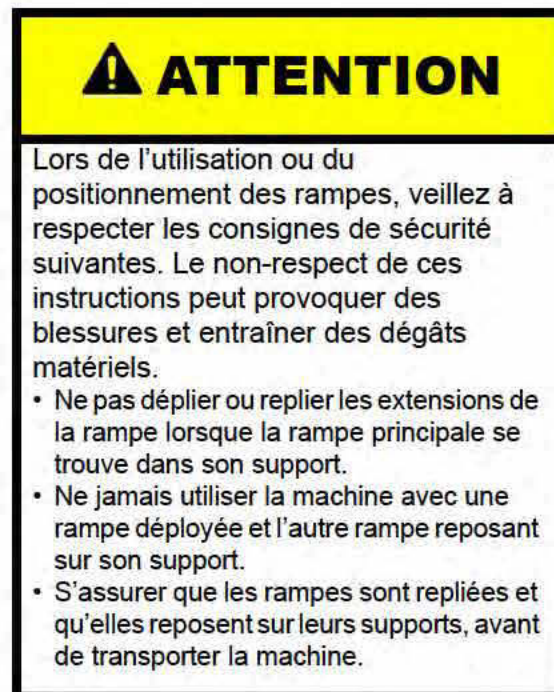 ATTENTION
Lors de l'utilisation ou du
positionnement des rampes, veillez à
respecter les consignes de sécurité
suivantes. Le non-respect de ces
instructions peut provoquer des
blessures et entraîner des dégâts
matériels.
• Ne pas déplier ou replier les extensions de
la rampe lorsque la rampe principale se
trouve dans son support.
• Ne jamais utiliser la machine avec une
rampe déployée et l'autre rampe reposant
sur son support.
• S'assurer que les rampes sont repliées et
qu'elles reposent sur leurs supports, avant
de transporter la machine.